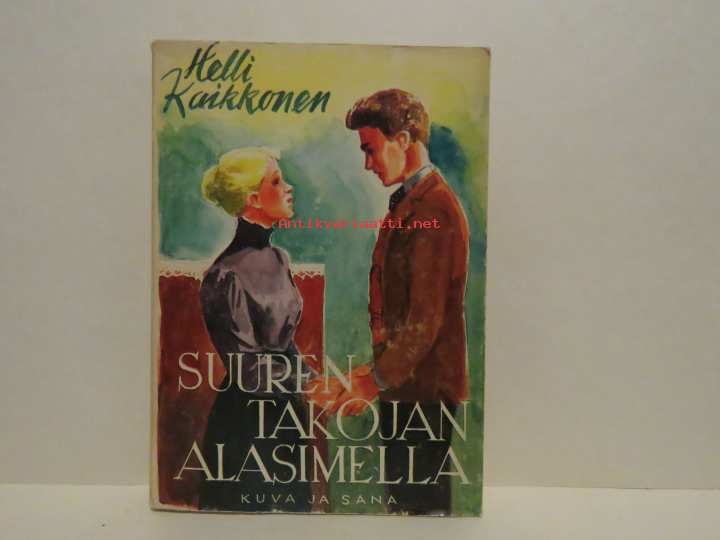 Helli
Kaikkonen
Antikvariaatti.net
SUUREN
TAKOJAN
ALASIMELLA
KUVA JA SANA